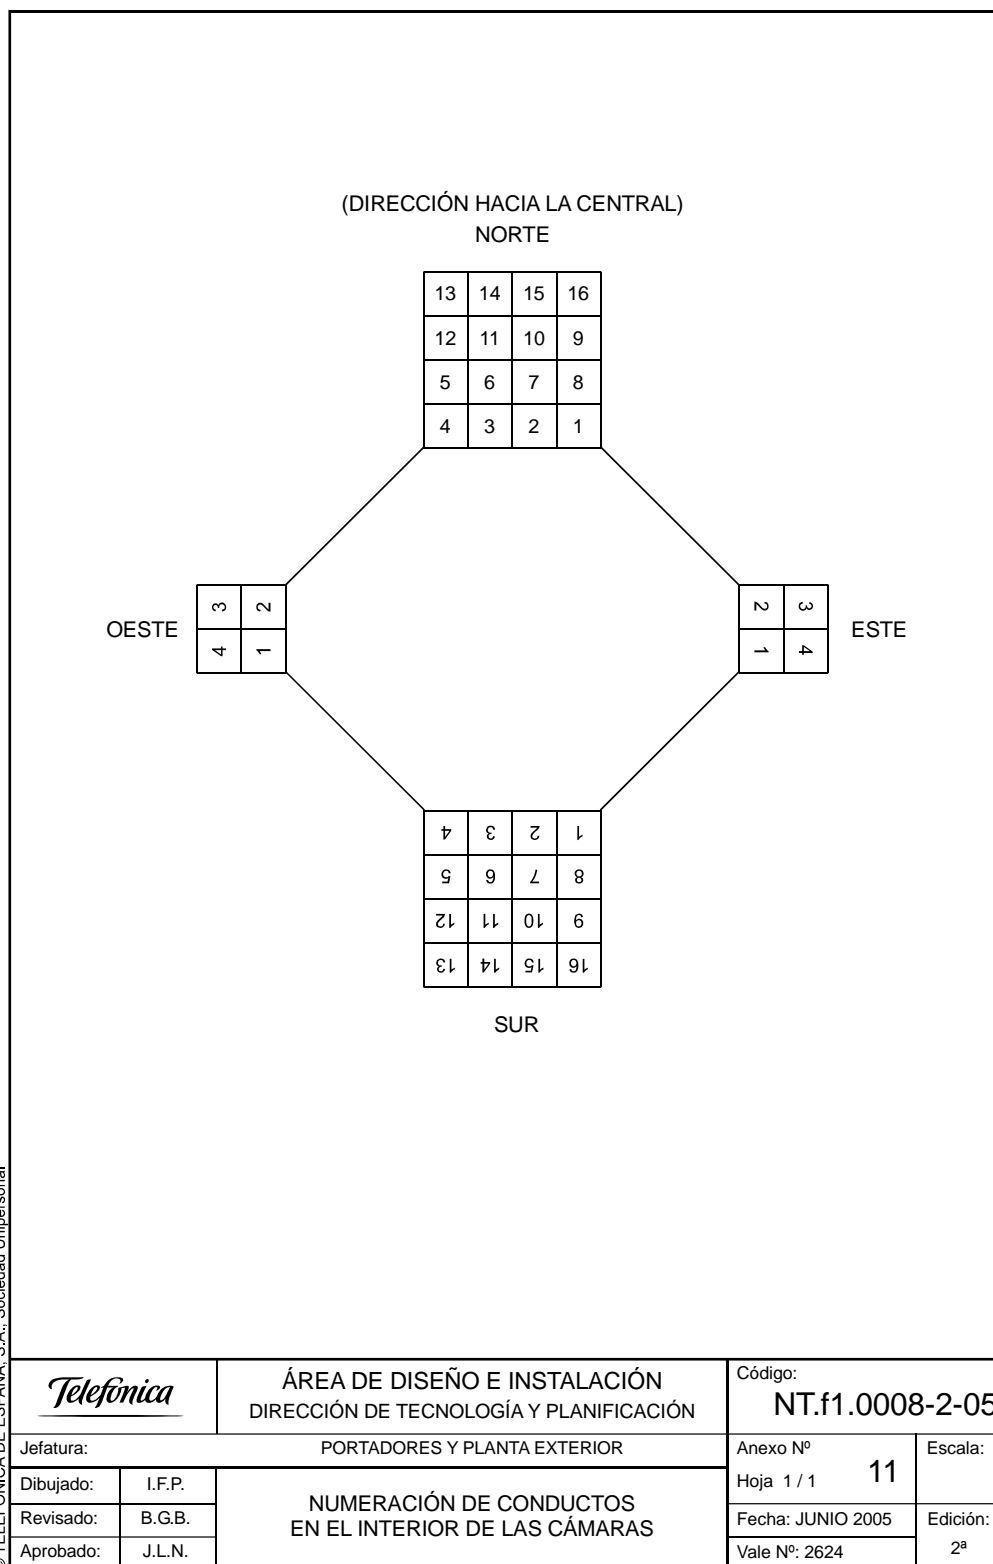 (DIRECCIÓN HACIA LA CENTRAL)
NORTE
13 14 15 16
12 11 10 9
5 6 7 8
4 3 2 1
OESTE
3 2
4 1
2 3
1 4
ESTE
4 3 2 1
5 6 7 8
12 11 10 9
13 14 15 16
SUR
S.A., Sociedad Unipersonal
Telefónica
ÁREA DE DISEÑO E INSTALACIÓN
DIRECCIÓN DE TECNOLOGÍA Y PLANIFICACIÓN
Código:
NT.f1.0008-2-05
Jefatura:
PORTADORES Y PLANTA EXTERIOR
Anexo Nº
11
Hoja 1 / 1
Escala:
Dibujado: I.F.P.
Revisado: B.G.B.
Aprobado: J.L.N.
NUMERACIÓN DE CONDUCTOS
EN EL INTERIOR DE LAS CÁMARAS
Fecha: JUNIO 2005
Vale Nº: 2624
Edición:
2ª